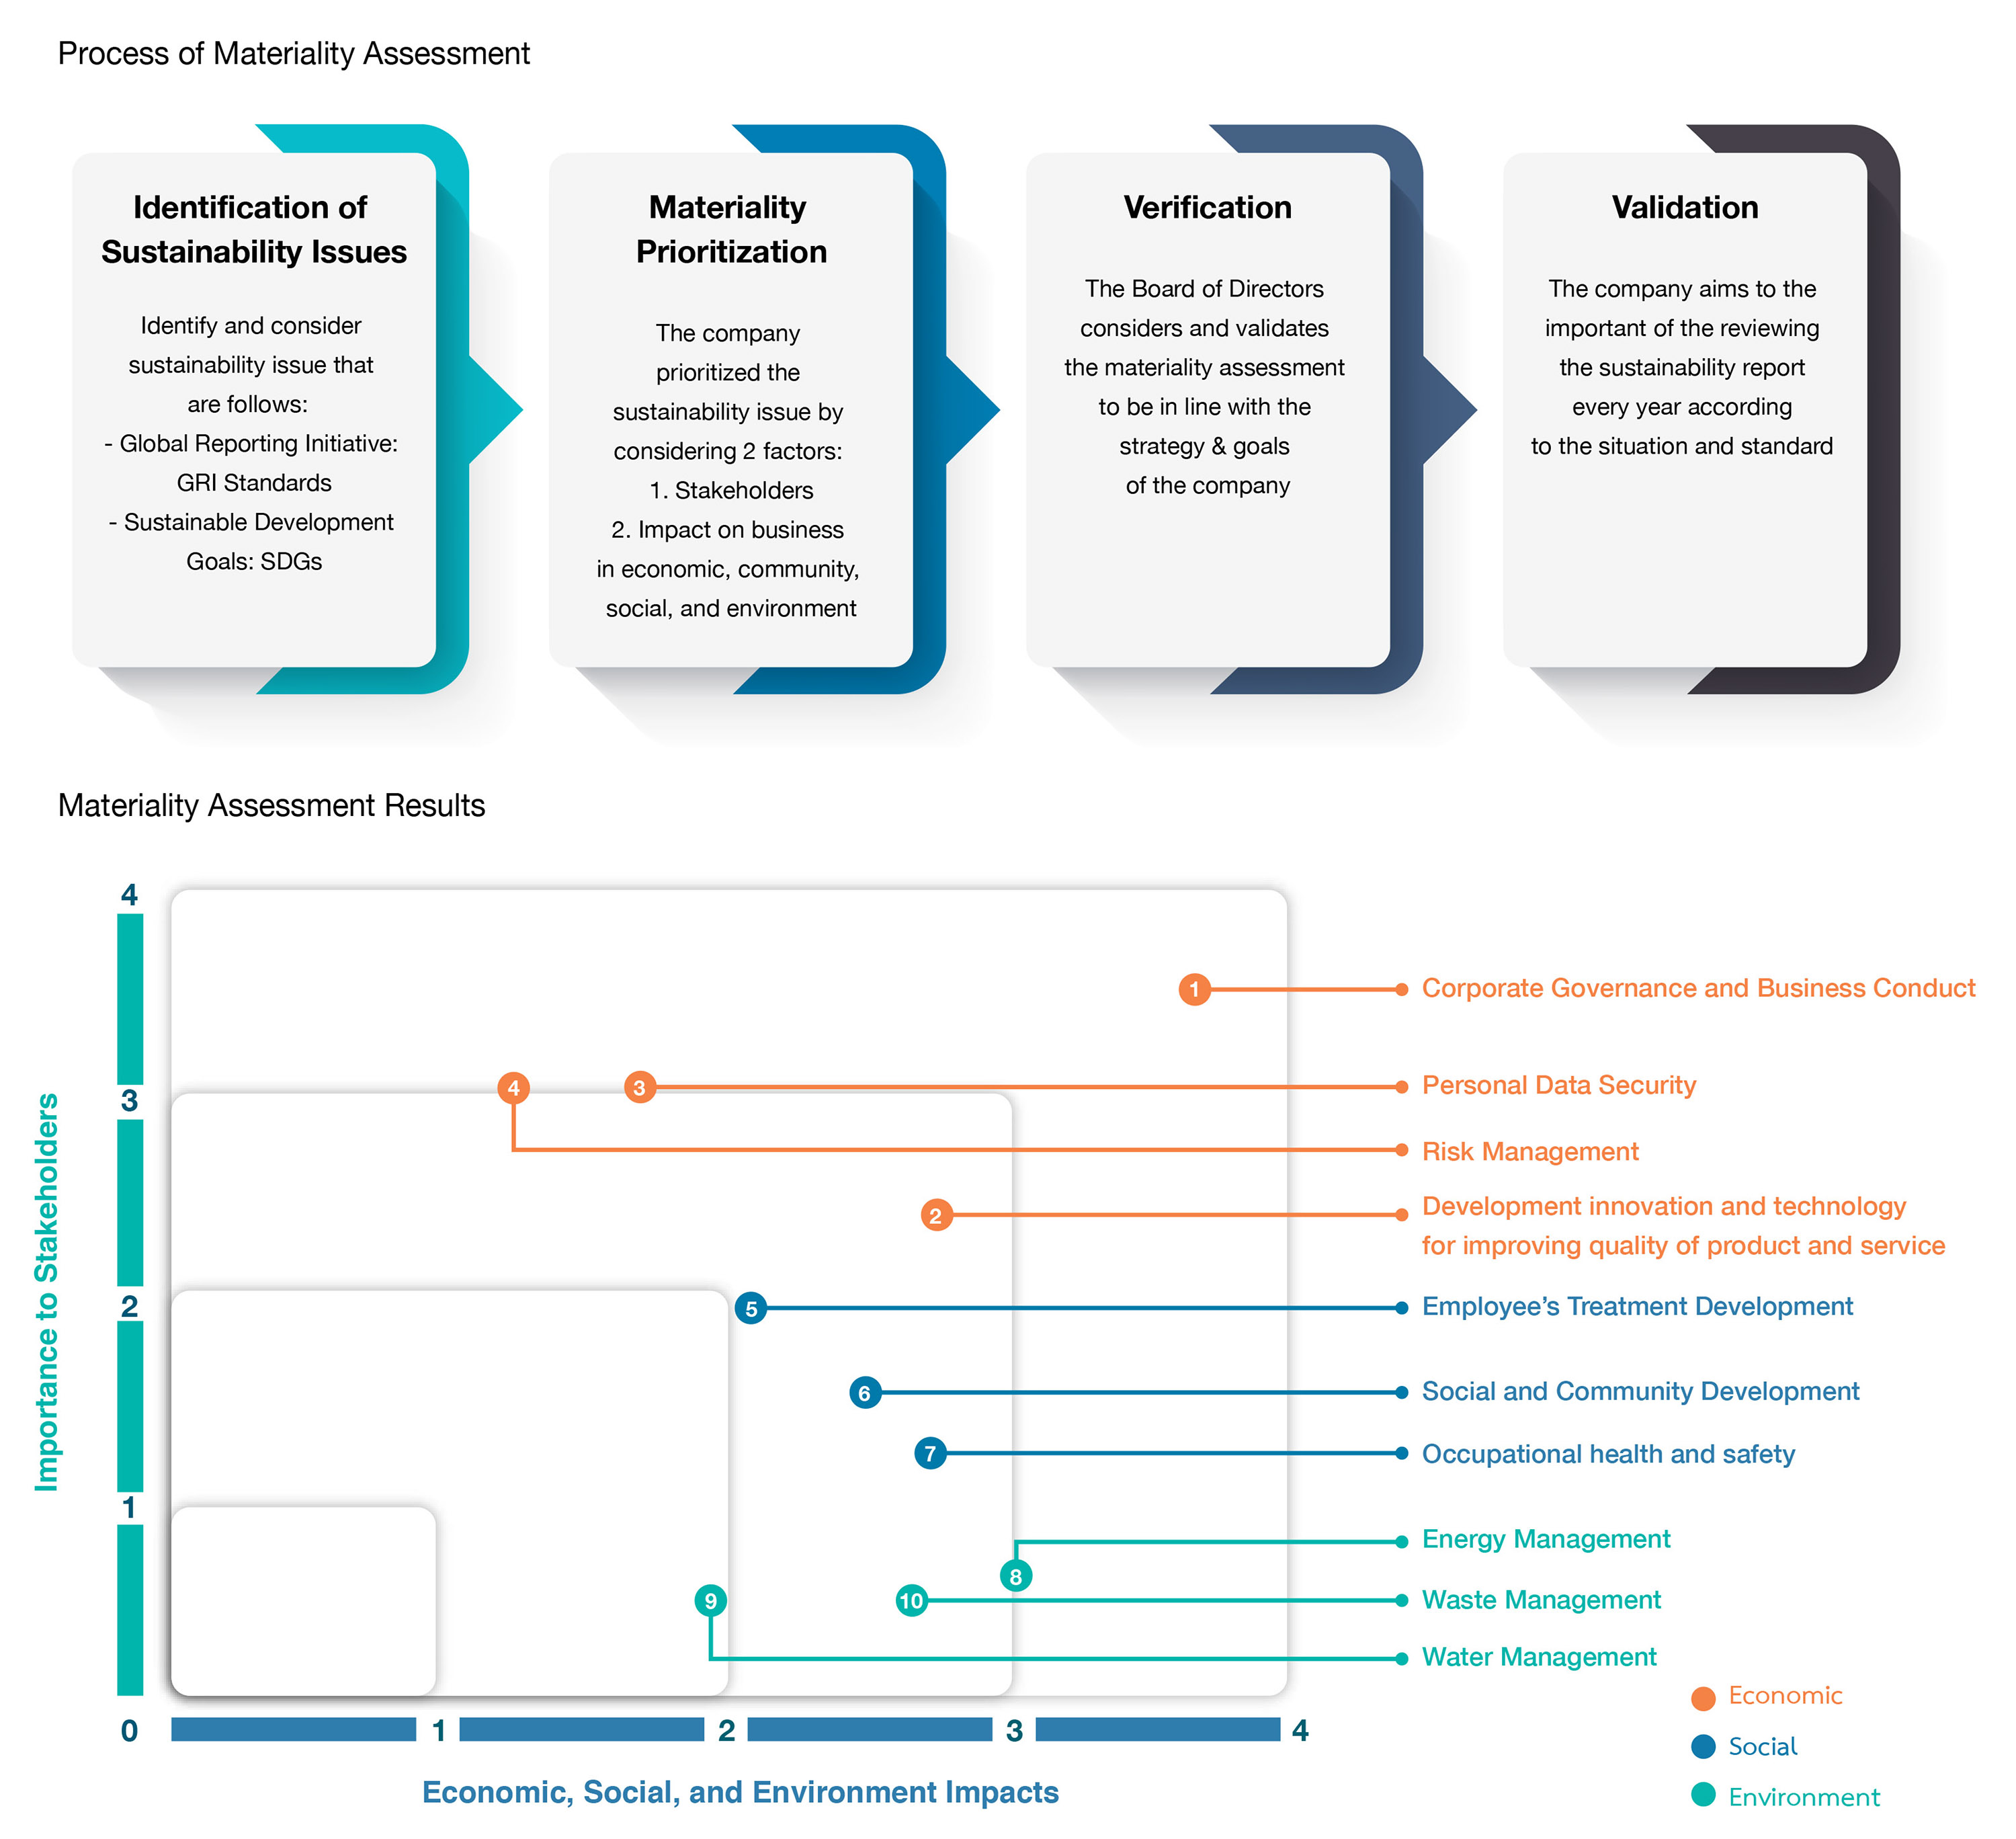 Process of Materiality Assessment
Identification of
Sustainability Issues
Identify and consider
sustainability issue that
are follows:
- Global Reporting Initiative:
GRI Standards
- Sustainable Development
Goals: SDGs
Materiality
Prioritization
The company
prioritized the
sustainability issue by
considering 2 factors:
1. Stakeholders
2. Impact on business
in economic, community,
social, and environment
Verification
The Board of Directors
considers and validates
the materiality assessment
to be in line with the
strategy & goals
of the company
Validation
The company aims to the
important of the reviewing
the sustainability report
every year according
to the situation and standard
Materiality Assessment Results
Importance to Stakeholders
4
3
2
1
0
1
2
3
4
Economic, Social, and Environment Impacts
1 Corporate Governance and Business Conduct
3 Personal Data Security
4 Risk Management
2 Development innovation and technology
for improving quality of product and service
5 Employee’s Treatment Development
6 Social and Community Development
7 Occupational health and safety
8 Energy Management
10 Waste Management
9 Water Management
Economic
Social
Environment